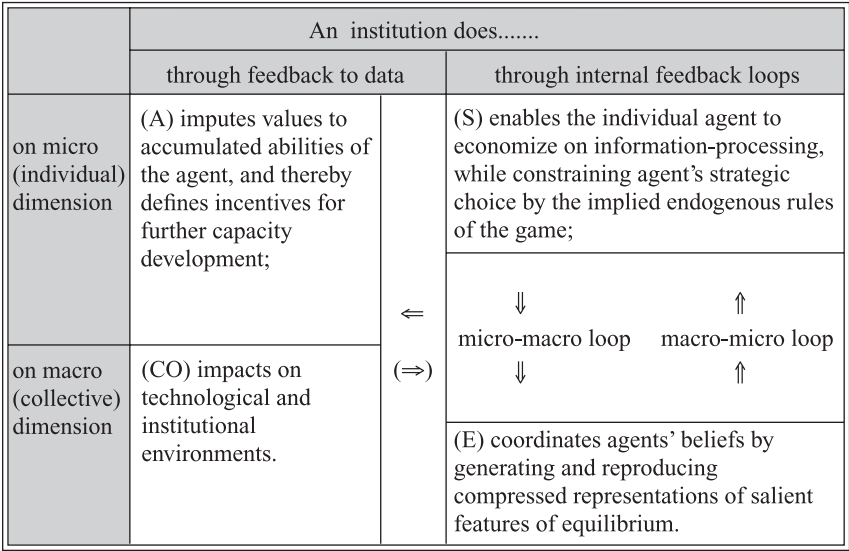 An institution does.......
through feedback to data
through internal feedback loops
on micro
(individual)
dimension
(A) imputes values to
accumulated abilities of
the agent, and thereby
defines incentives for
further capacity
development;
(S) enables the individual agent to
economize on information-processing,
while constraining agent’s strategic
choice by the implied endogenous rules
of the game;
⇐
(⇒)
⇓ ⇑
micro-macro loop macro-micro loop
⇓ ⇑
on macro
(collective)
dimension
(CO) impacts on
technological and
institutional
environments.
(E) coordinates agents’ beliefs by
generating and reproducing
compressed representations of salient
features of equilibrium.